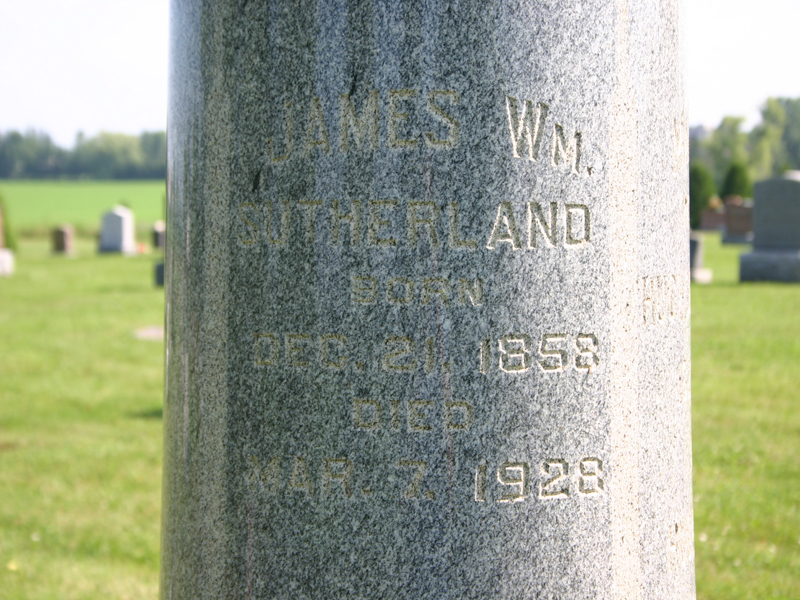 JAMES WM.
SUTHERLAND
BORN
DEC. 21, 1858
DIED
MAR. 7, 1928